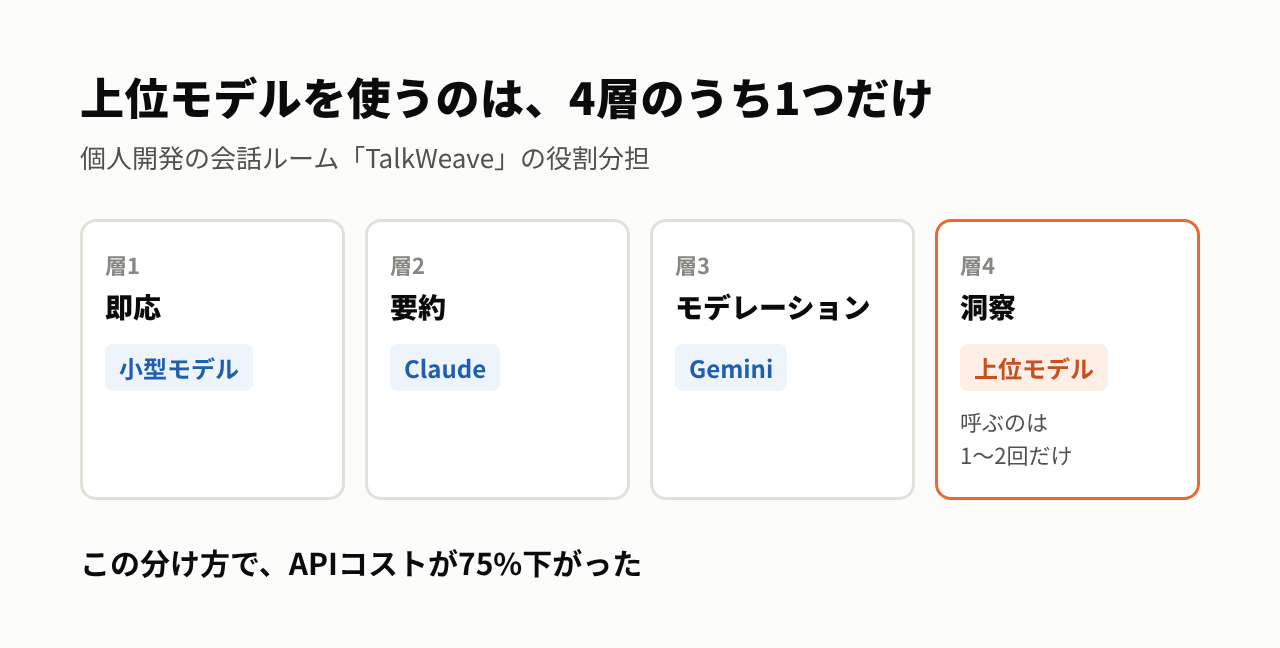 上位モデルを使うのは、4層のうち1つだけ
個人開発の会話ルーム「TalkWeave」の役割分担
層1
即応
小型モデル
層2
要約
Claude
層3
モデレーション
Gemini
層4
洞察
上位モデル
呼ぶのは
1〜2回だけ
この分け方で、APIコストが75%下がった